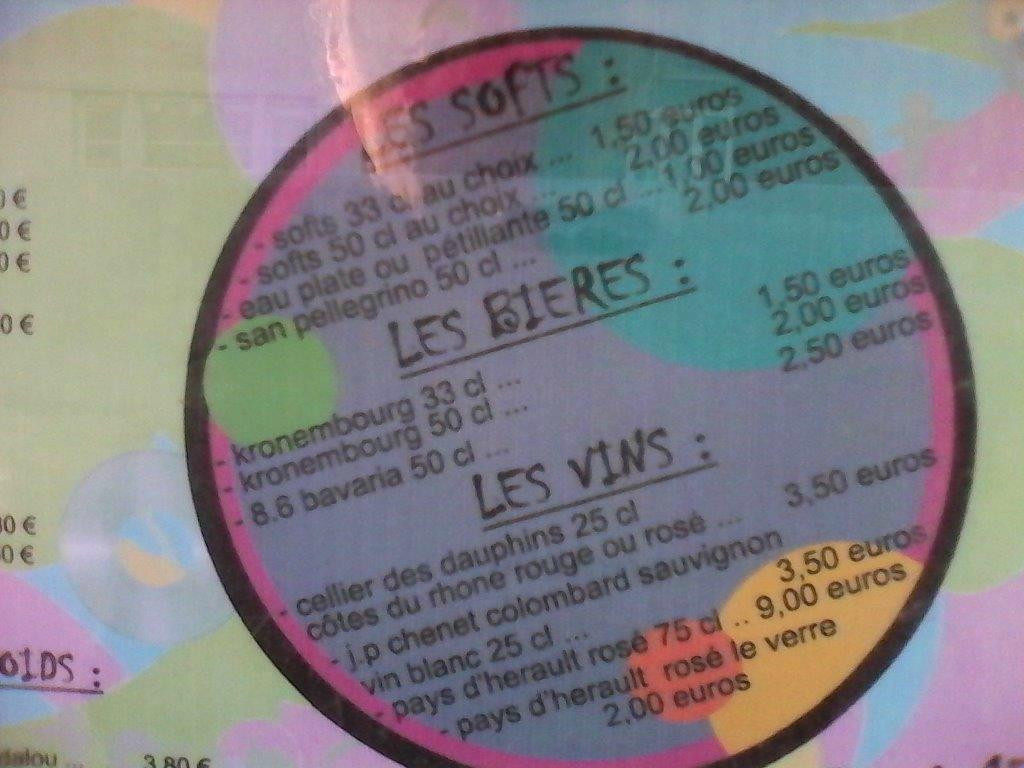 LES SOFTS :
- softs 33 cl au choix ... 1,50 euros
- softs 50 cl au choix ... 2,00 euros
- eau plate ou pétillante 50 cl ... 1,00 euros
- san pellegrino 50 cl ... 2,00 euros
LES BIERES :
- kronembourg 33 cl ... 1,50 euros
- kronembourg 50 cl ... 2,00 euros
- 8.6 bavaria 50 cl ... 2,50 euros
LES VINS :
- cellier des dauphins 25 cl
côtes du rhone rouge ou rosé ... 3,50 euros
- j.p chenet colombard sauvignon
vin blanc 25 cl ... 3,50 euros
- pays d'herault rosé 75 cl .. 9,00 euros
- pays d'herault rosé le verre
2,00 euros
0 €
0 €
0 €
0 €
0 €
0 €
OIDS :
dalou ... 3,80 €